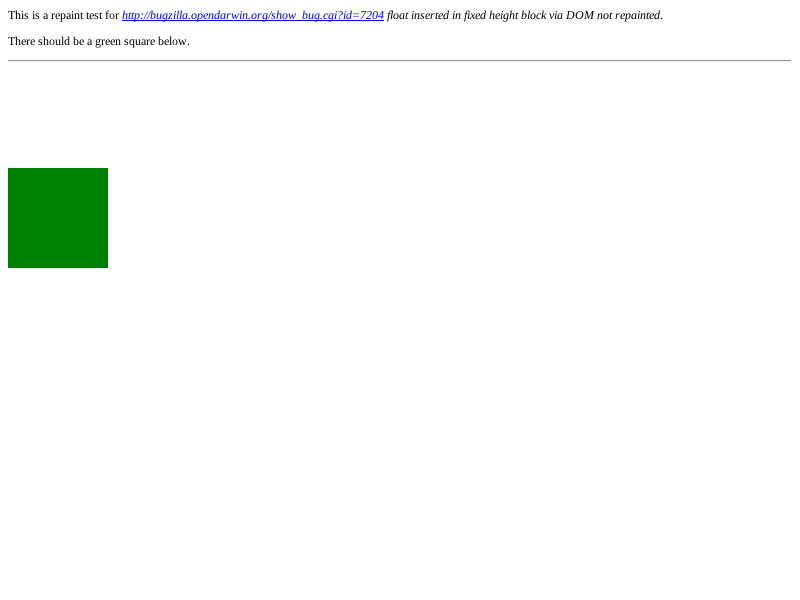 This is a repaint test for http://bugzilla.opendarwin.org/show_bug.cgi?id=7204 float inserted in fixed height block via DOM not repainted.
There should be a green square below.